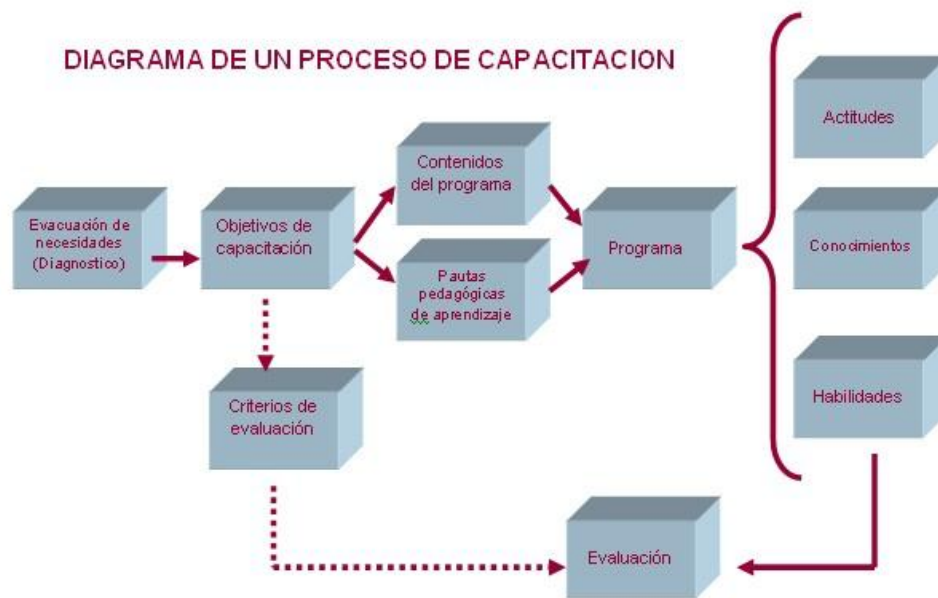 DIAGRAMA DE UN PROCESO DE CAPACITACION
Evacuación de
necesidades
(Diagnostico)
Objetivos de
capacitación
Contenidos
del programa
Pautas
pedagógicas
de aprendizaje
Programa
Actitudes
Conocimientos
Habilidades
Criterios de
evaluación
Evaluación